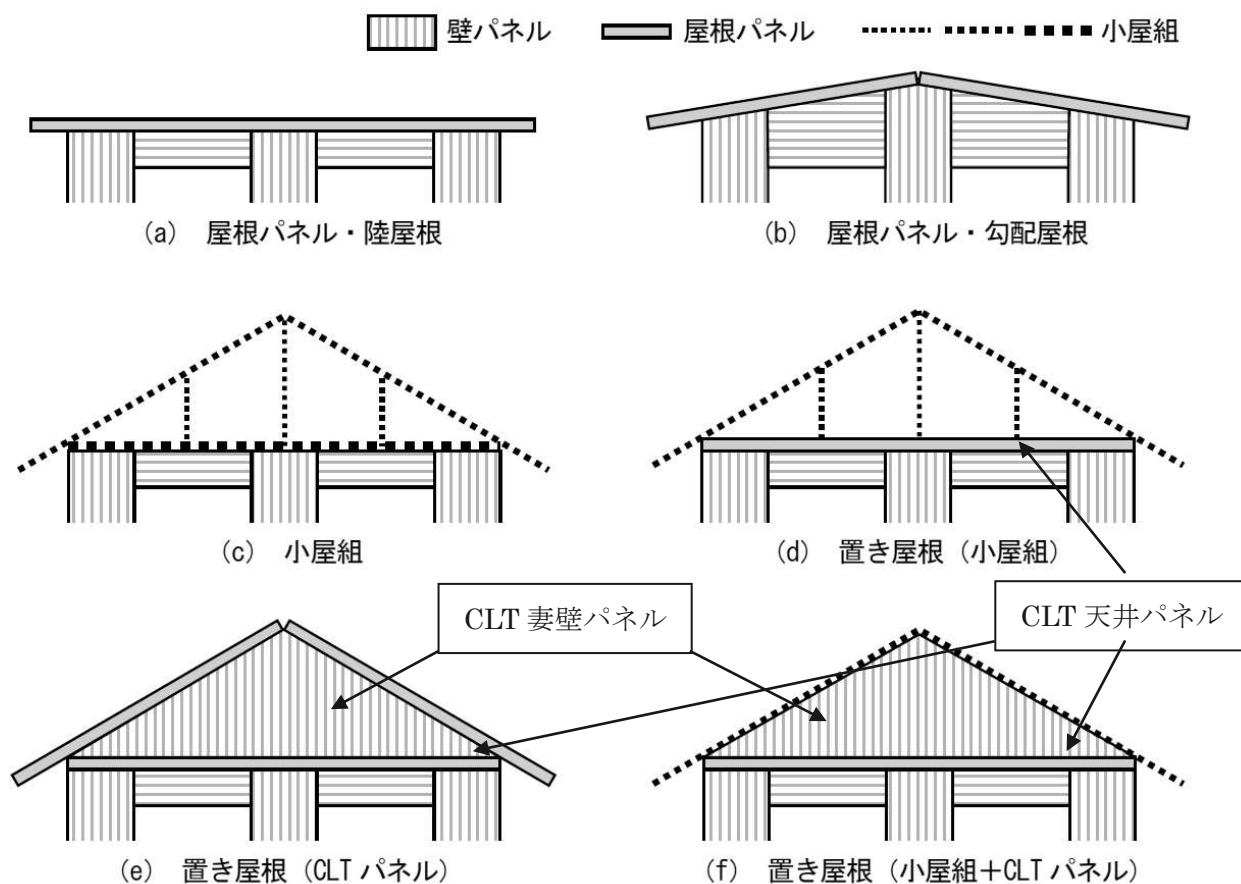 壁パネル 屋根パネル 小屋組
(a) 屋根パネル・陸屋根
(b) 屋根パネル・勾配屋根
(c) 小屋組
(d) 置き屋根(小屋組)
CLT 妻壁パネル
CLT 天井パネル
(e) 置き屋根(CLT パネル)
(f) 置き屋根(小屋組+CLT パネル)